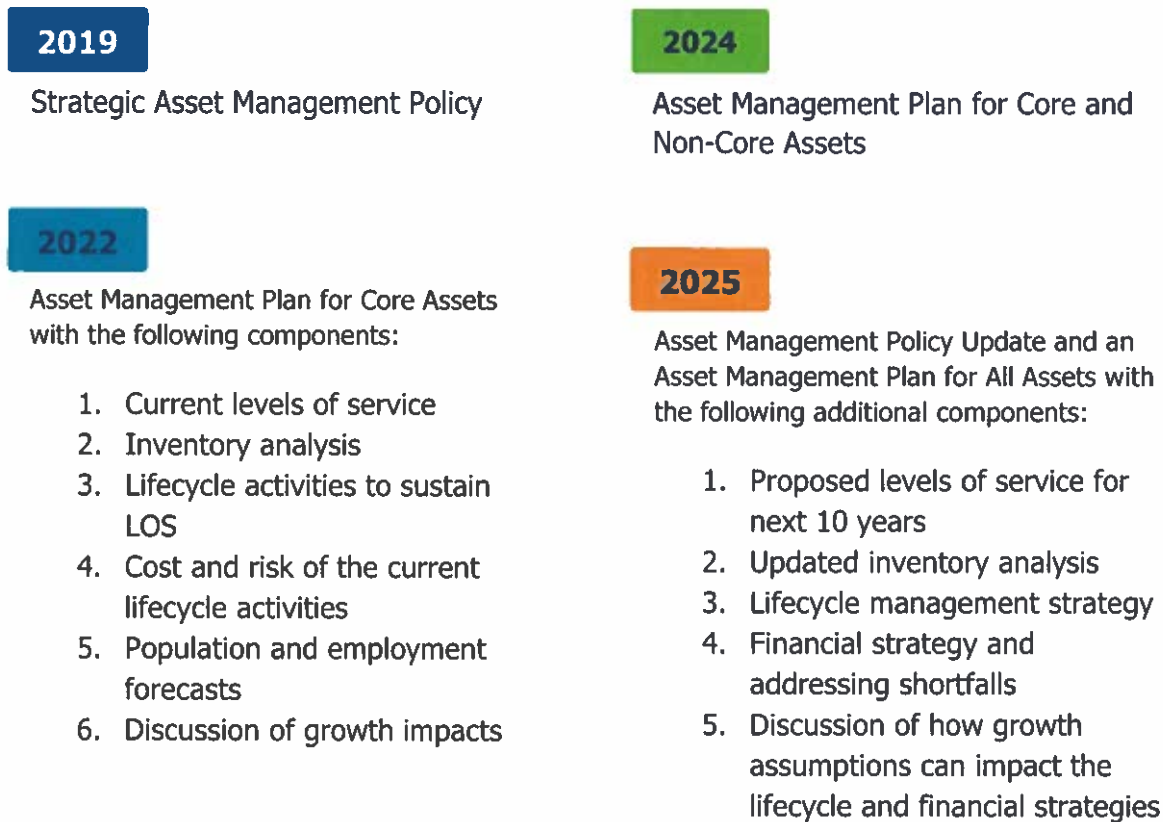 2019
Strategic Asset Management Policy
2022
Asset Management Plan for Core Assets
with the following components:
1. Current levels of service
2. Inventory analysis
3. Lifecycle activities to sustain
LOS
4. Cost and risk of the current
lifecycle activities
5. Population and employment
forecasts
6. Discussion of growth impacts
2024
Asset Management Plan for Core and
Non-Core Assets
2025
Asset Management Policy Update and an
Asset Management Plan for All Assets with
the following additional components:
1. Proposed levels of service for
next 10 years
2. Updated inventory analysis
3. Lifecycle management strategy
4. Financial strategy and
addressing shortfalls
5. Discussion of how growth
assumptions can impact the
lifecycle and financial strategies